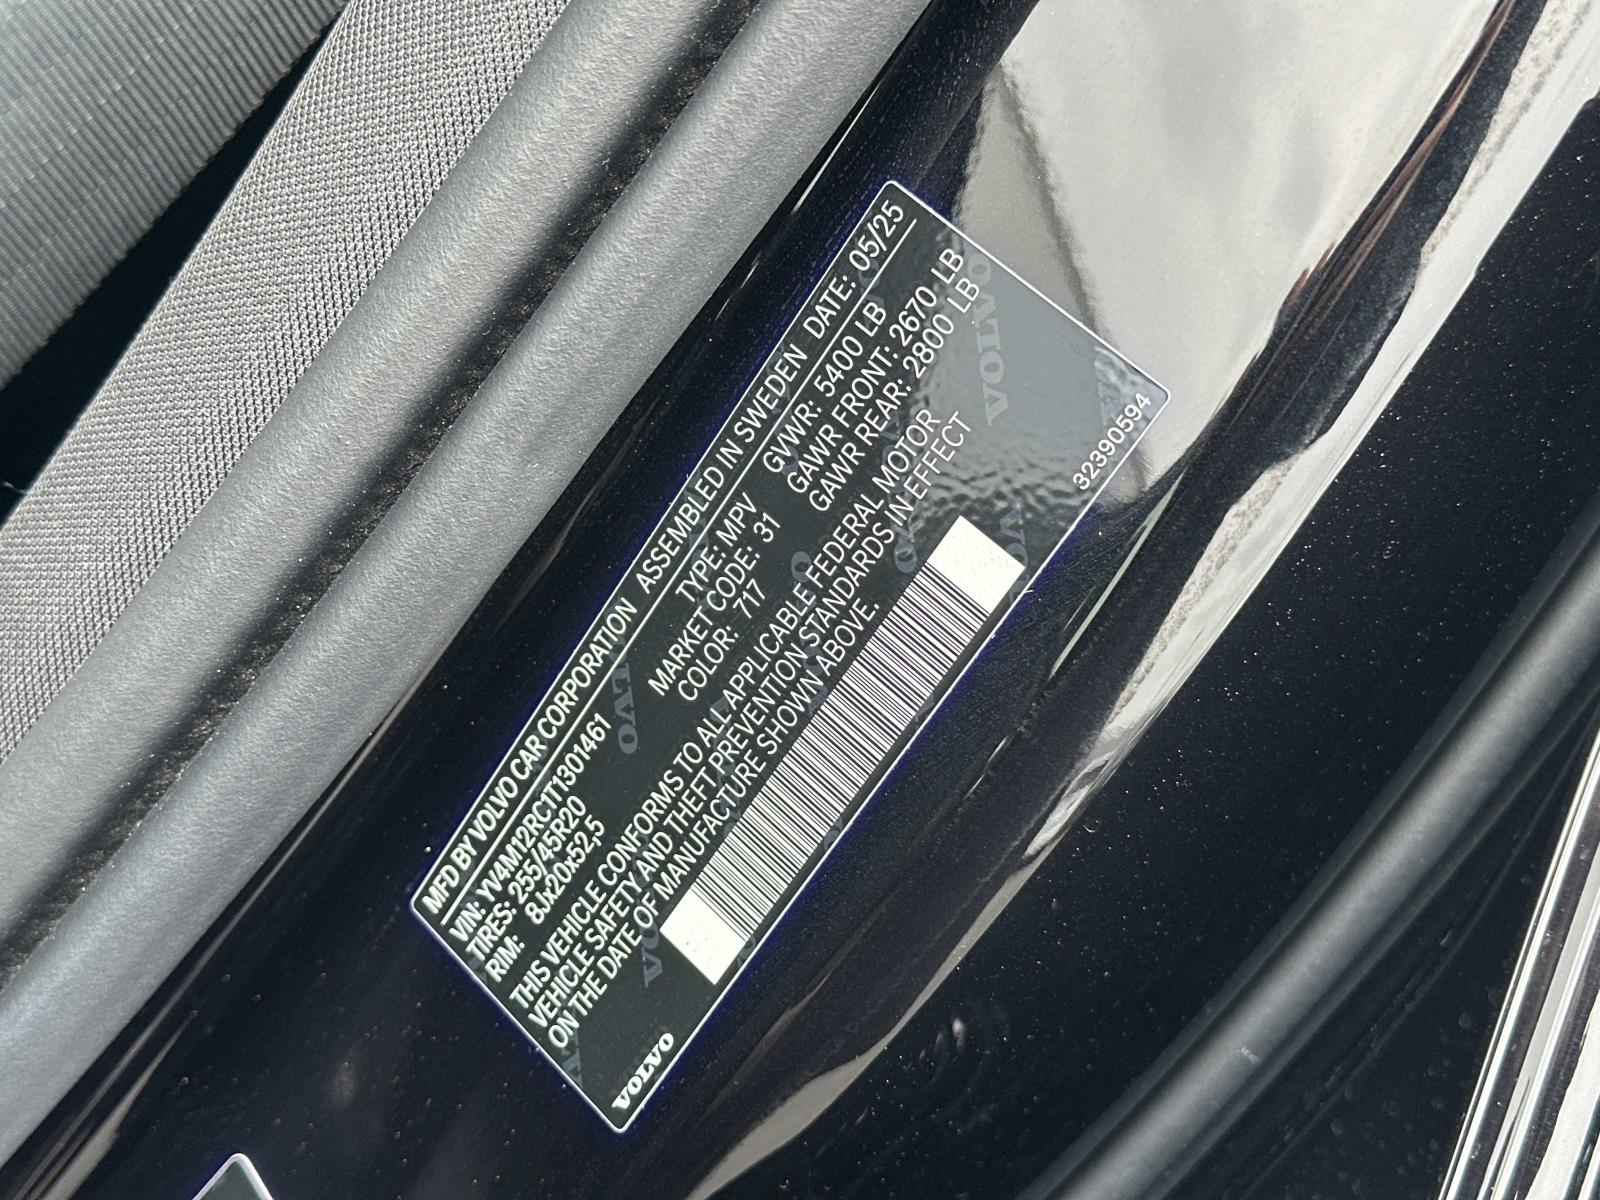 MFD BY VOLVO CAR CORPORATION ASSEMBLED IN SWEDEN DATE: 05/25
VIN: YV4M12RC1T1301461 TYPE: MPV GVWR: 5400 LB
TIRES: 255/45R20 MARKET CODE: 31 GAWR FRONT: 2670 LB
RIM: 8Jx20x52,5 COLOR: 717 GAWR REAR: 2800 LB
THIS VEHICLE CONFORMS TO ALL APPLICABLE FEDERAL MOTOR
VEHICLE SAFETY AND THEFT PREVENTION STANDARDS IN EFFECT
ON THE DATE OF MANUFACTURE SHOWN ABOVE.
VOLVO 32390594